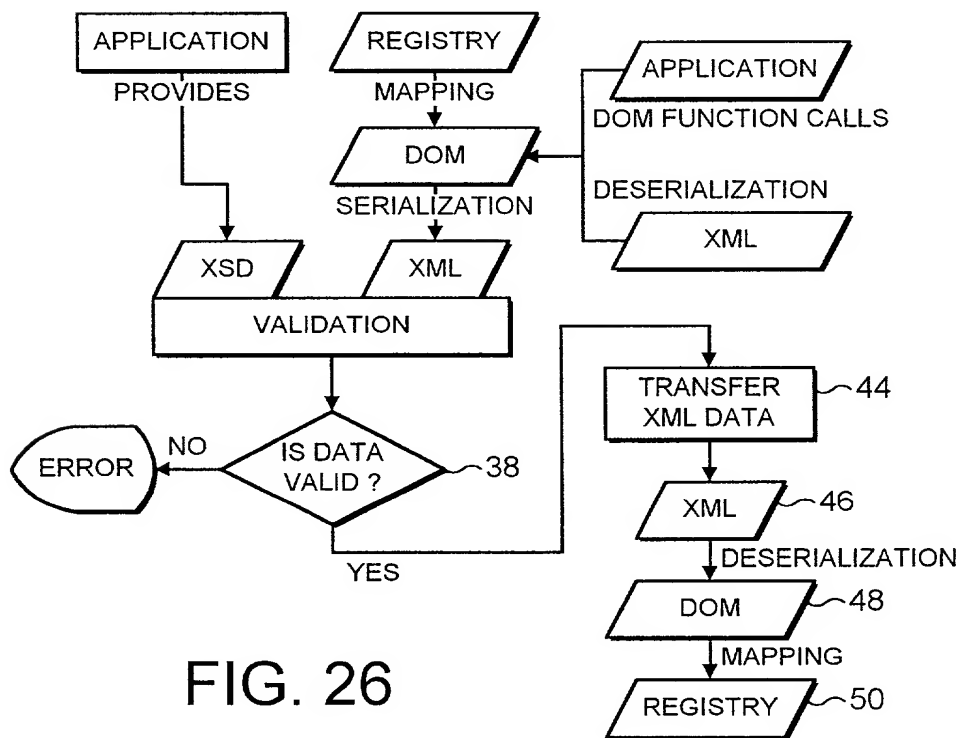 APPLICATION
PROVIDES
REGISTRY
MAPPING
APPLICATION
DOM FUNCTION CALLS
DOM
SERIALIZATION
DESERIALIZATION
XML
XSD
XML
VALIDATION
IS DATA
VALID ?
38
NO
ERROR
YES
TRANSFER
XML DATA
44
XML
46
DESERIALIZATION
DOM
48
MAPPING
REGISTRY
50
FIG. 26